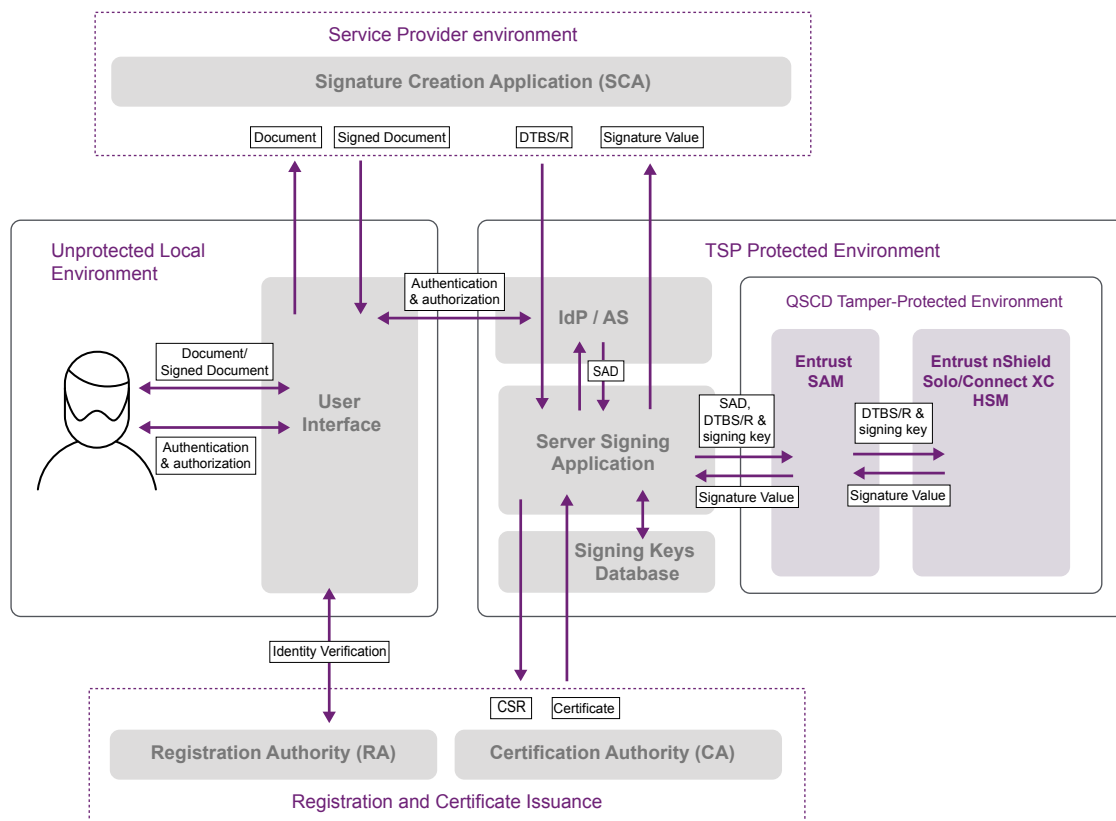 Service Provider environment
Signature Creation Application (SCA)
Document
Signed Document
DTBS/R
Signature Value
Unprotected Local
Environment
TSP Protected Environment
Authentication
& authorization
QSCD Tamper-Protected Environment
IdP / AS
Document/
Signed Document
SAD
Entrust
SAM
Entrust nShield
Solo/Connect XC
HSM
User
Interface
Authentication
& authorization
Server Signing
Application
SAD,
DTBS/R &
signing key
DTBS/R &
signing key
Signature Value
Signature Value
Signing Keys
Database
Identity Verification
CSR
Certificate
Registration Authority (RA)
Certification Authority (CA)
Registration and Certificate Issuance